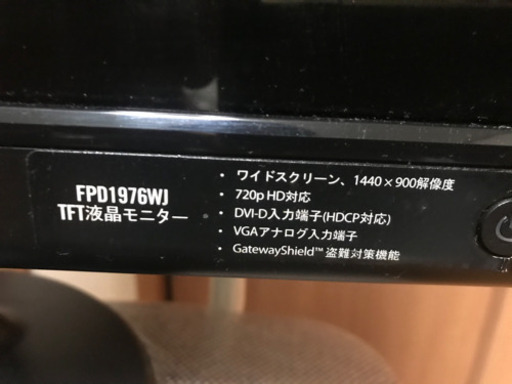 FPD1976WJ
TFT液晶モニター
・ワイドスクリーン、1440×900解像度
・720p HD対応
・DVI-D入力端子(HDCP対応)
・VGAアナログ入力端子
・GatewayShield™ 盗難対策機能